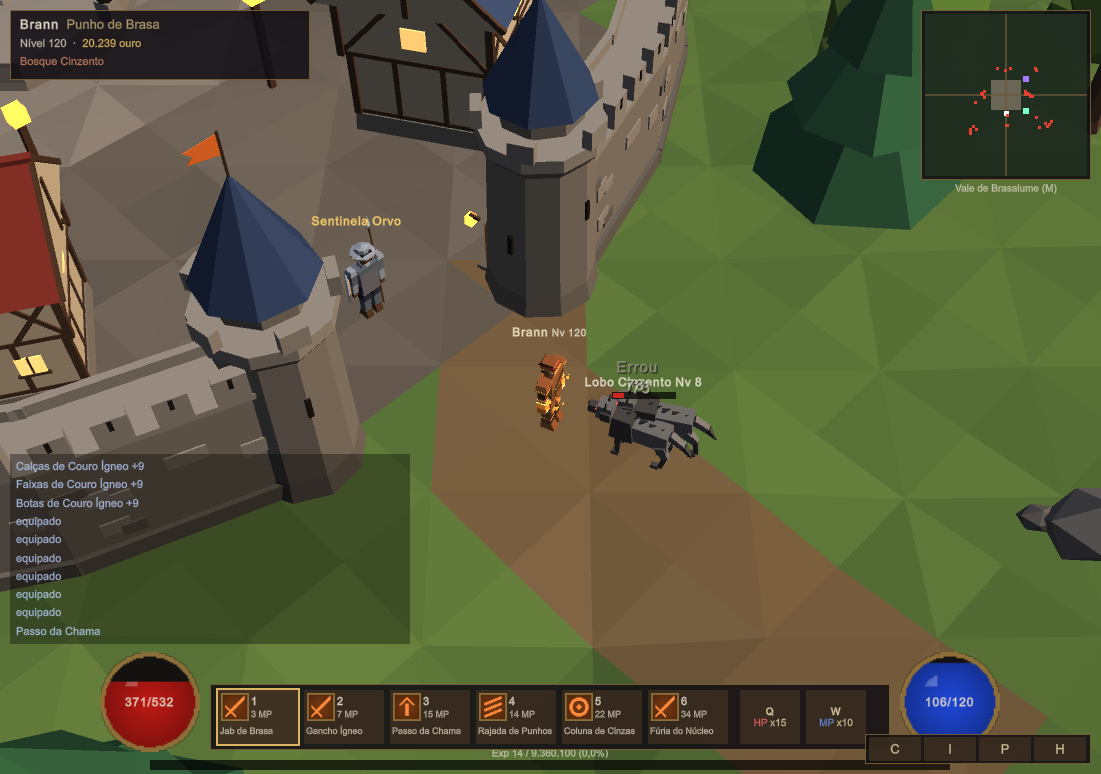 Brann Punho de Brasa
Nível 120 · 20.239 ouro
Bosque Cinzento
Vale de Brasalume (M)
Sentinela Orvo
Brann Nv 120
Errou
Lobo Cinzento Nv 8
Calças de Couro Ígneo +9
Faixas de Couro Ígneo +9
Botas de Couro Ígneo +9
equipado
equipado
equipado
equipado
equipado
equipado
Passo da Chama
371/532
1
3 MP
Jab de Brasa
2
7 MP
Gancho Ígneo
3
15 MP
Passo da Chama
4
14 MP
Rajada de Punhos
5
22 MP
Coluna de Cinzas
6
34 MP
Fúria do Núcleo
Q
HP x15
W
MP x10
106/120
C I P H
Exp 14 / 9.360.100 (0,0%)